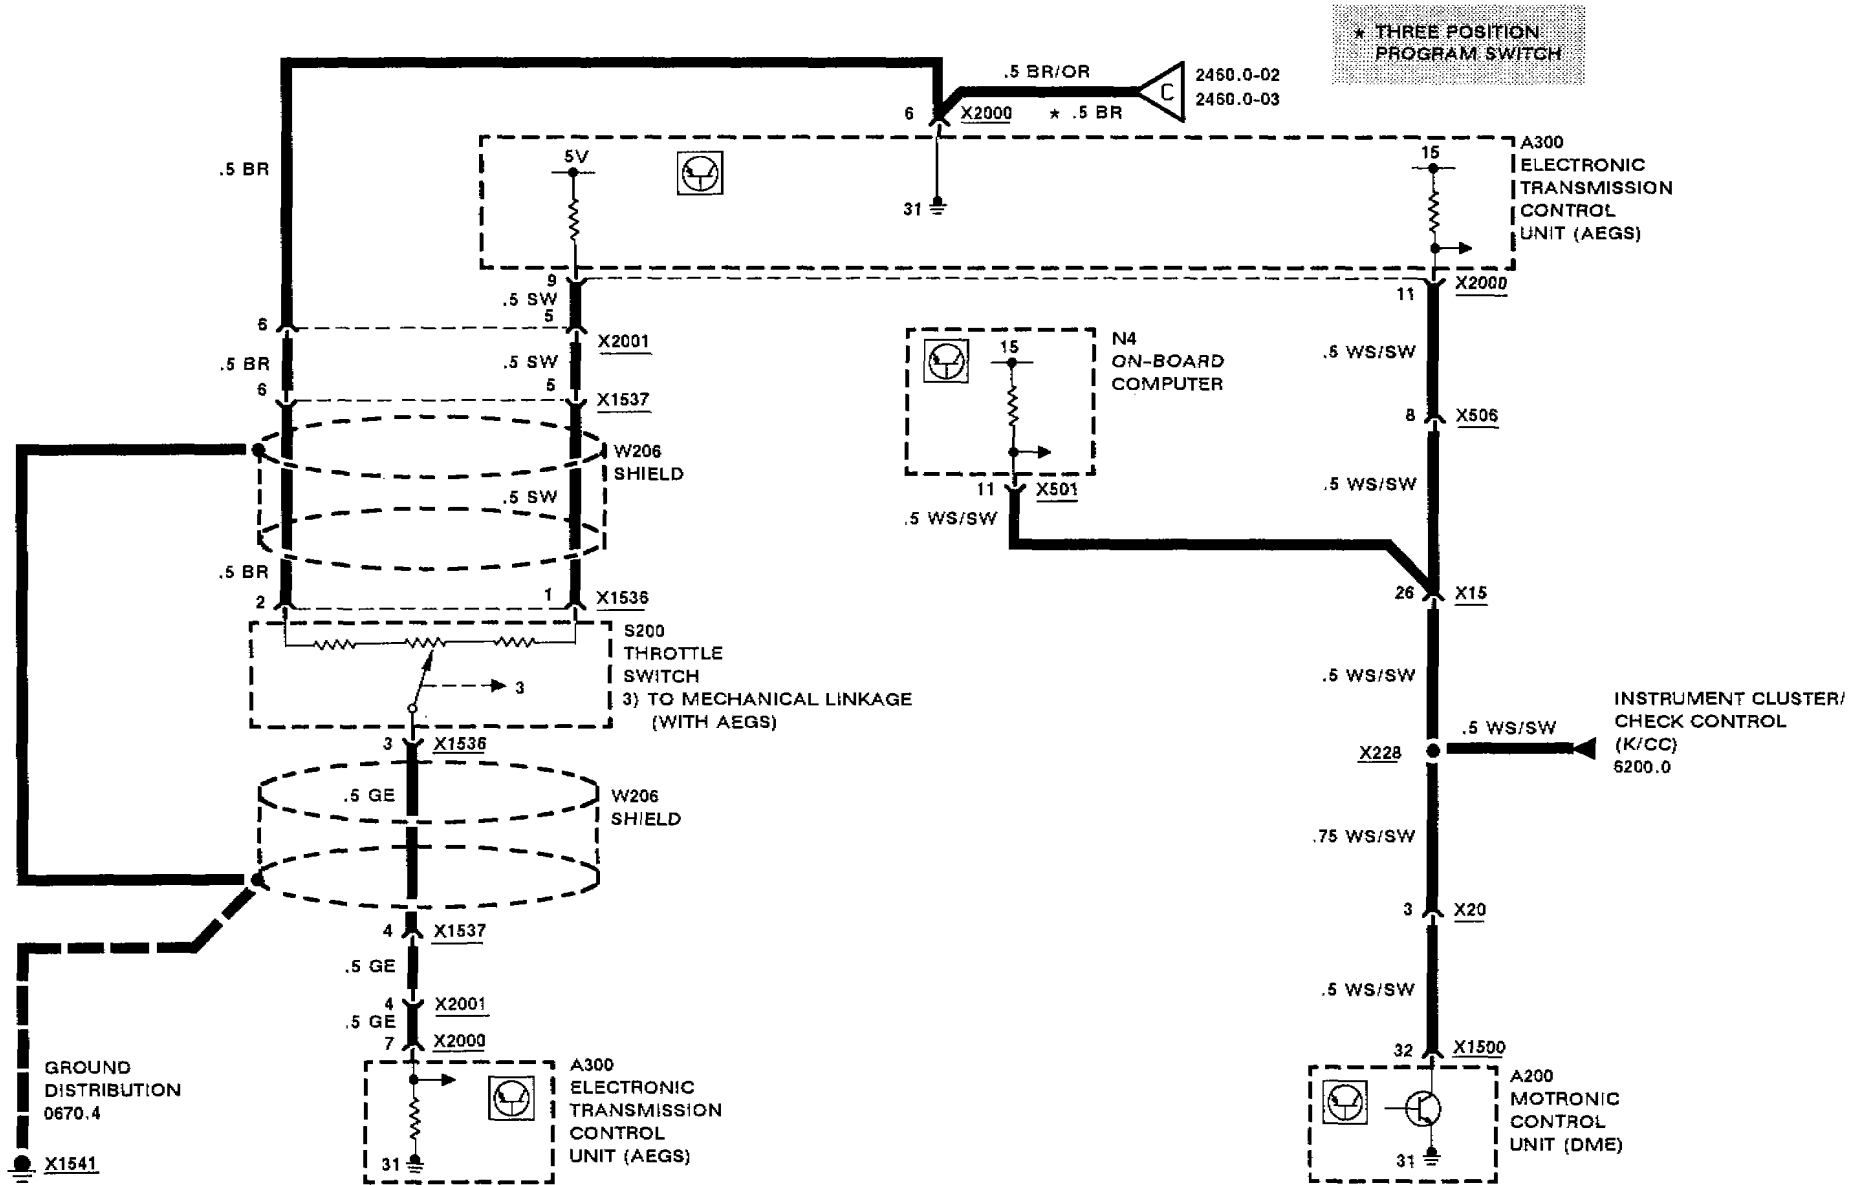 * THREE POSITION
PROGRAM SWITCH
.5 BR/OR
C
2460.0-02
2460.0-03
6
X2000
* .5 BR
.5 BR
5V
31
15
A300
ELECTRONIC
TRANSMISSION
CONTROL
UNIT (AEGS)
9
.5 SW
5
11
X2000
6
X2001
.5 BR
.5 SW
6
5
X1537
N4
ON-BOARD
COMPUTER
15
.5 WS/SW
8
X506
W206
SHIELD
.5 SW
11
X501
.5 WS/SW
.5 WS/SW
.5 BR
2
1
X1536
26
X15
S200
THROTTLE
SWITCH
3) TO MECHANICAL LINKAGE
(WITH AEGS)
3
.5 WS/SW
INSTRUMENT CLUSTER/
CHECK CONTROL
(K/CC)
6200.0
.5 WS/SW
X228
3
X1536
.5 GE
W206
SHIELD
.75 WS/SW
3
X20
4
X1537
.5 GE
.5 WS/SW
4
X2001
.5 GE
7
X2000
32
X1500
GROUND
DISTRIBUTION
0670.4
X1541
A300
ELECTRONIC
TRANSMISSION
CONTROL
UNIT (AEGS)
31
A200
MOTRONIC
CONTROL
UNIT (DME)
31